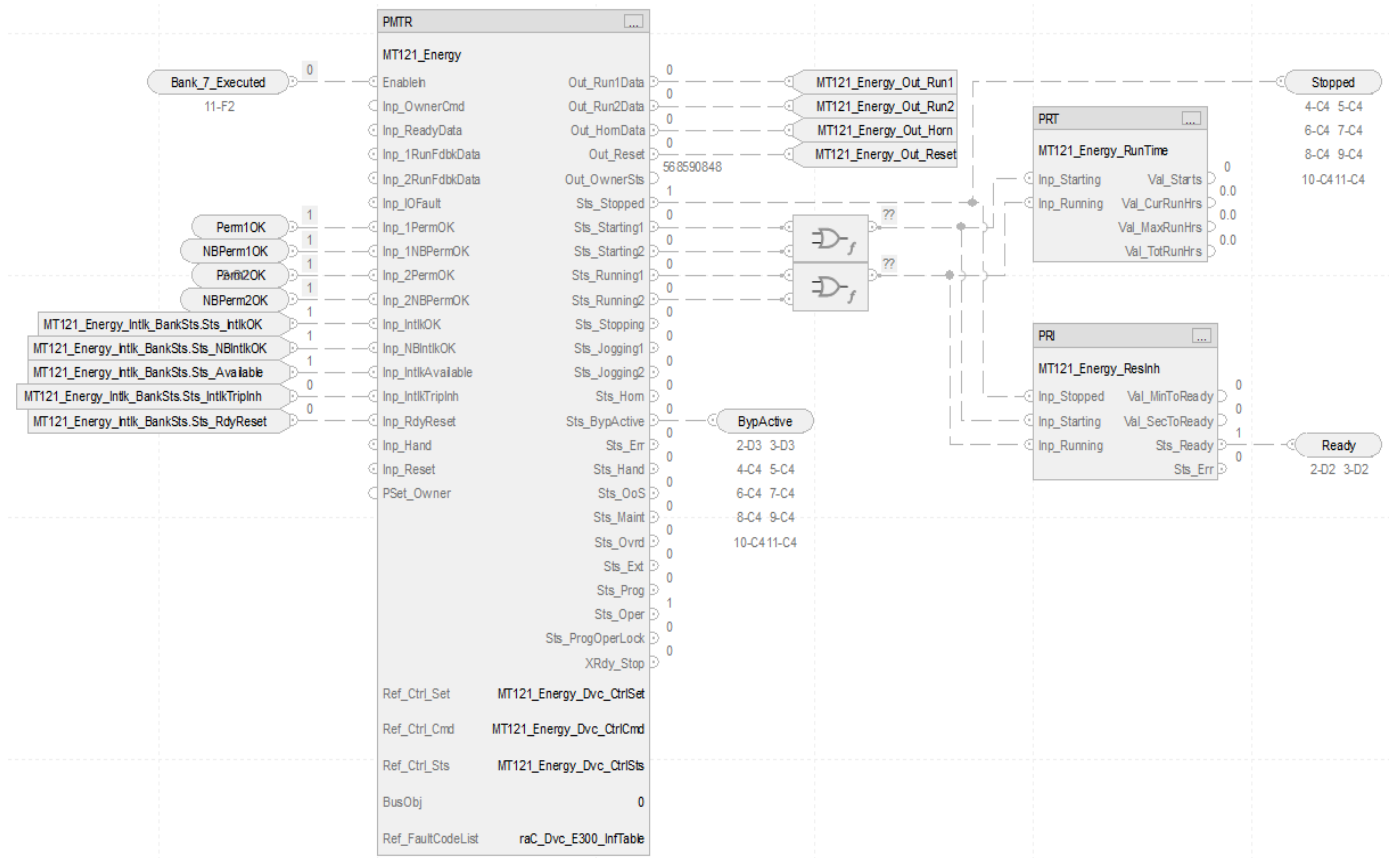 PMTR ...
MT121_Energy
Bank_7_Executed 0 EnableIn Out_Run1Data 0 MT121_Energy_Out_Run1 Stopped
11-F2 Inp_OwnerCmd Out_Run2Data 0 MT121_Energy_Out_Run2 4-C4 5-C4
Inp_ReadyData Out_HornData 0 MT121_Energy_Out_Horn PRT ... 6-C4 7-C4
Inp_1RunFdbkData Out_Reset 0 MT121_Energy_Out_Reset MT121_Energy_RunTime 8-C4 9-C4
Inp_2RunFdbkData Out_OwnerSts 568590848 Inp_Starting Val_Starts 0 10-C411-C4
Inp_IOFault Sts_Stopped 1 Inp_Running Val_CurRunHrs 0.0
Perm1OK 1 Inp_1PermOK Sts_Starting1 0 ?? Val_MaxRunHrs 0.0
NBPerm1OK 1 Inp_1NBPermOK Sts_Starting2 0 Val_TotRunHrs 0.0
Perm2OK 1 Inp_2PermOK Sts_Running1 0 ??
NBPerm2OK 1 Inp_2NBPermOK Sts_Running2 0
MT121_Energy_Intlk_BankSts.Sts_IntlkOK 1 Inp_IntlkOK Sts_Stopping 0
MT121_Energy_Intlk_BankSts.Sts_NBIntlkOK 1 Inp_NBIntlkOK Sts_Jogging1 0 PRI ...
MT121_Energy_Intlk_BankSts.Sts_Available 1 Inp_IntlkAvailable Sts_Jogging2 0 MT121_Energy_ResInh
MT121_Energy_Intlk_BankSts.Sts_IntlkTripInh 0 Inp_IntlkTripInh Sts_Horn 0 Inp_Stopped Val_MinToReady 0
MT121_Energy_Intlk_BankSts.Sts_RdyReset 0 Inp_RdyReset Sts_BypActive 0 BypActive Inp_Starting Val_SecToReady 0
Inp_Hand Sts_Err 0 2-D3 3-D3 Inp_Running Sts_Ready 1 Ready
Inp_Reset Sts_Hand 0 4-C4 5-C4 Sts_Err 0 2-D2 3-D2
PSet_Owner Sts_OoS 0 6-C4 7-C4
Sts_Maint 0 8-C4 9-C4
Sts_Ovrd 0 10-C411-C4
Sts_Ext 0
Sts_Prog 0
Sts_Oper 1
Sts_ProgOperLock 0
XRdy_Stop 0
Ref_Ctrl_Set MT121_Energy_Dvc_CtrlSet
Ref_Ctrl_Cmd MT121_Energy_Dvc_CtrlCmd
Ref_Ctrl_Sts MT121_Energy_Dvc_CtrlSts
BusObj 0
Ref_FaultCodeList raC_Dvc_E300_InfTable